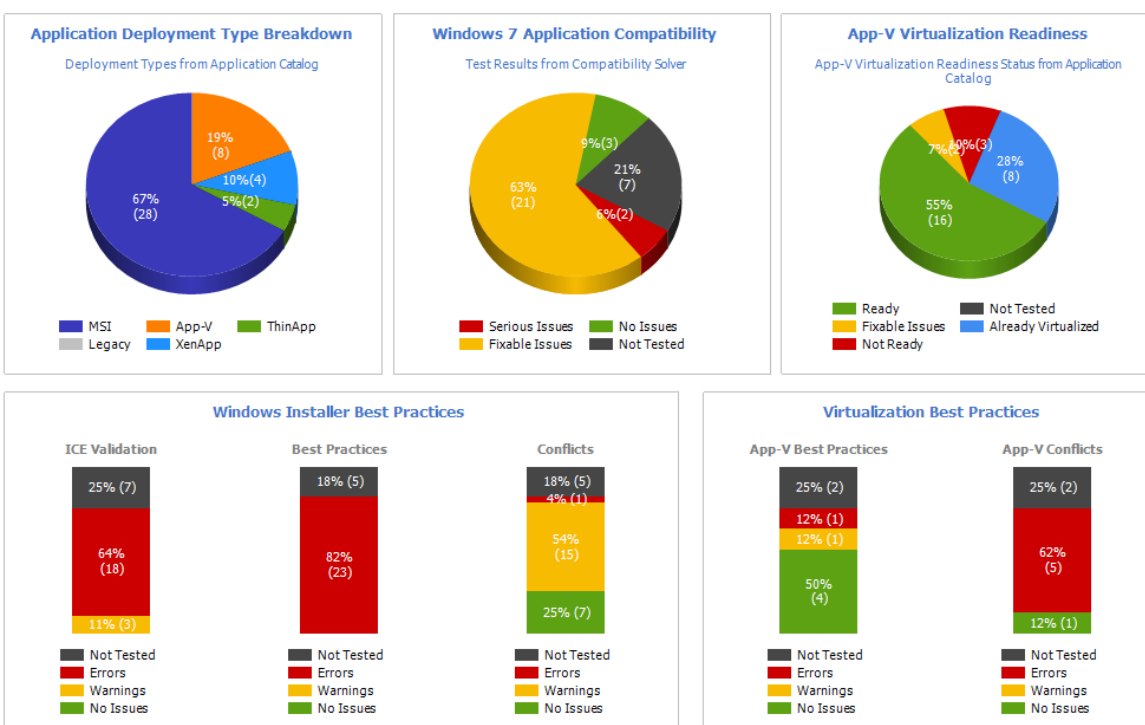 Application Deployment Type Breakdown
Deployment Types from Application Catalog
19%
(8)
10%(4)
5%(2)
67%
(28)
MSI
App-V
ThinApp
Legacy
XenApp
Windows 7 Application Compatibility
Test Results from Compatibility Solver
9%(3)
21%
(7)
63%
(21)
6%(2)
Serious Issues
No Issues
Fixable Issues
Not Tested
App-V Virtualization Readiness
App-V Virtualization Readiness Status from Application
Catalog
7%(2)
10%(3)
28%
(8)
55%
(16)
Ready
Not Tested
Fixable Issues
Already Virtualized
Not Ready
Windows Installer Best Practices
ICE Validation
25% (7)
64%
(18)
11% (3)
Not Tested
Errors
Warnings
No Issues
Best Practices
18% (5)
82%
(23)
Not Tested
Errors
Warnings
No Issues
Conflicts
18% (5)
4% (1)
54%
(15)
25% (7)
Not Tested
Errors
Warnings
No Issues
Virtualization Best Practices
App-V Best Practices
25% (2)
12% (1)
12% (1)
50%
(4)
Not Tested
Errors
Warnings
No Issues
App-V Conflicts
25% (2)
62%
(5)
12% (1)
Not Tested
Errors
Warnings
No Issues